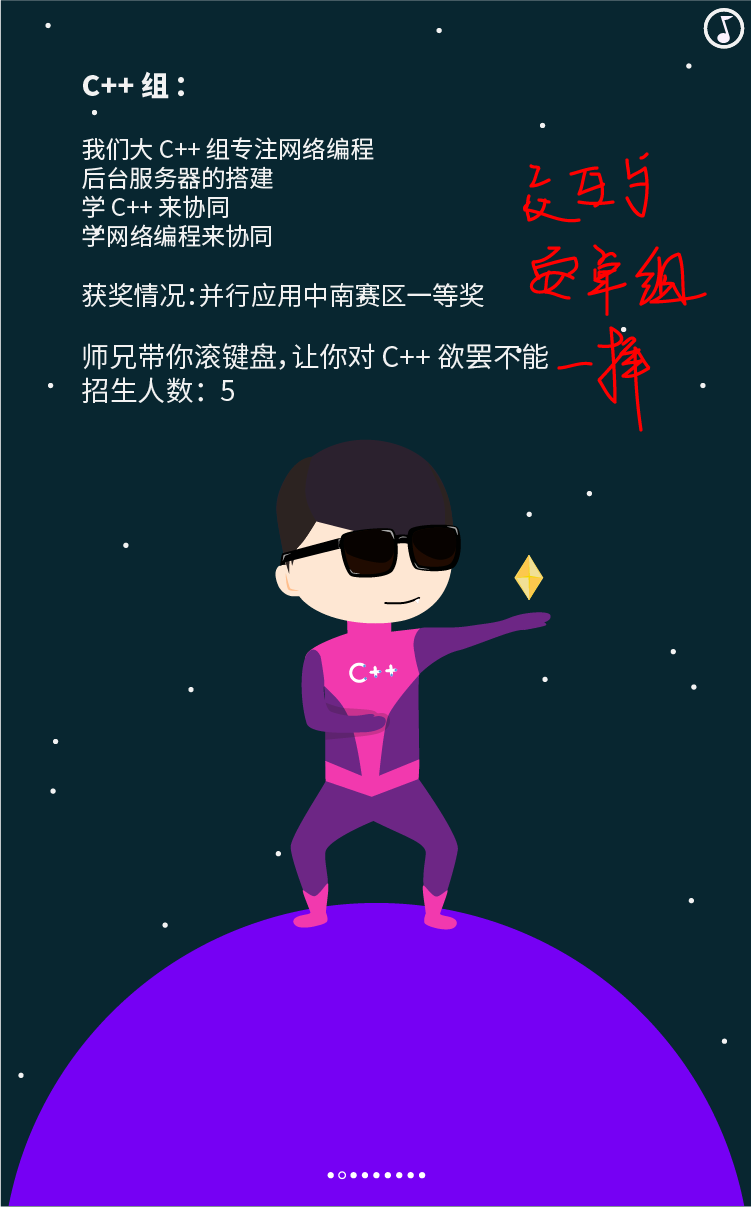 C++ 组：
我们大 C++ 组专注网络编程
后台服务器的搭建
学 C++ 来协同
学网络编程来协同
获奖情况：并行应用中南赛区一等奖
师兄带你滚键盘，让你对 C++ 欲罢不能
招生人数：5
交互与
安卓组
一样
C++